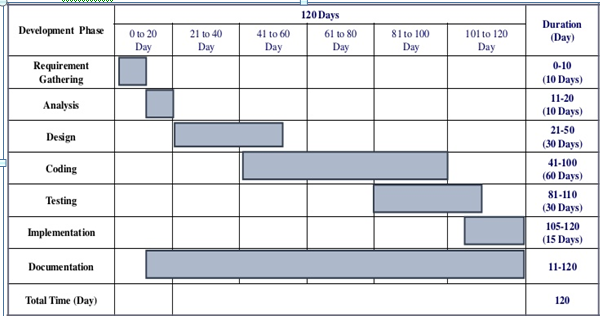 120 Days
Development Phase
Duration
(Day)
0 to 20
Day
21 to 40
Day
41 to 60
Day
61 to 80
Day
81 to 100
Day
101 to 120
Day
Requirement
Gathering
0-10
(10 Days)
Analysis
11-20
(10 Days)
Design
21-50
(30 Days)
Coding
41-100
(60 Days)
Testing
81-110
(30 Days)
Implementation
105-120
(15 Days)
Documentation
11-120
Total Time (Day)
120